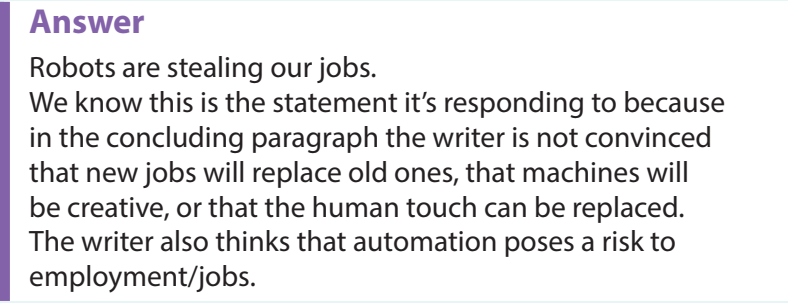 Answer
Robots are stealing our jobs.
We know this is the statement it’s responding to because
in the concluding paragraph the writer is not convinced
that new jobs will replace old ones, that machines will
be creative, or that the human touch can be replaced.
The writer also thinks that automation poses a risk to
employment/jobs.